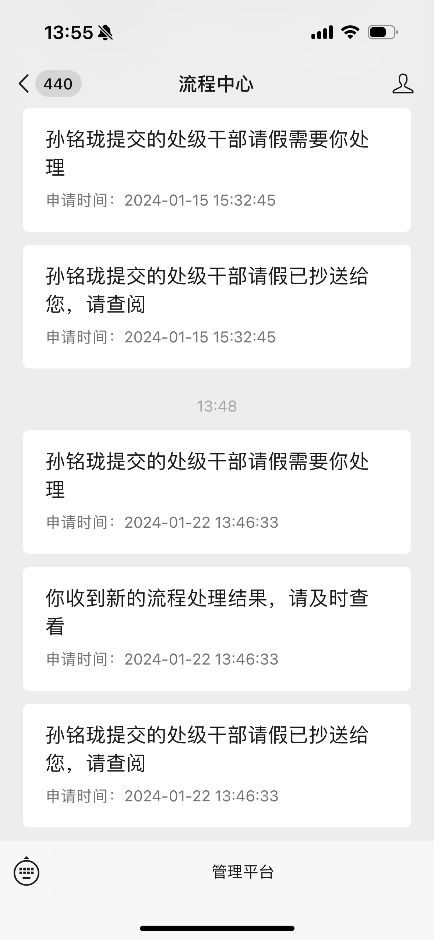 13:55
440
流程中心
孙铭珑提交的处级干部请假需要你处
理
申请时间：2024-01-15 15:32:45
孙铭珑提交的处级干部请假已抄送给
您，请查阅
申请时间：2024-01-15 15:32:45
13:48
孙铭珑提交的处级干部请假需要你处
理
申请时间：2024-01-22 13:46:33
你收到新的流程处理结果，请及时查
看
申请时间：2024-01-22 13:46:33
孙铭珑提交的处级干部请假已抄送给
您，请查阅
申请时间：2024-01-22 13:46:33
管理平台